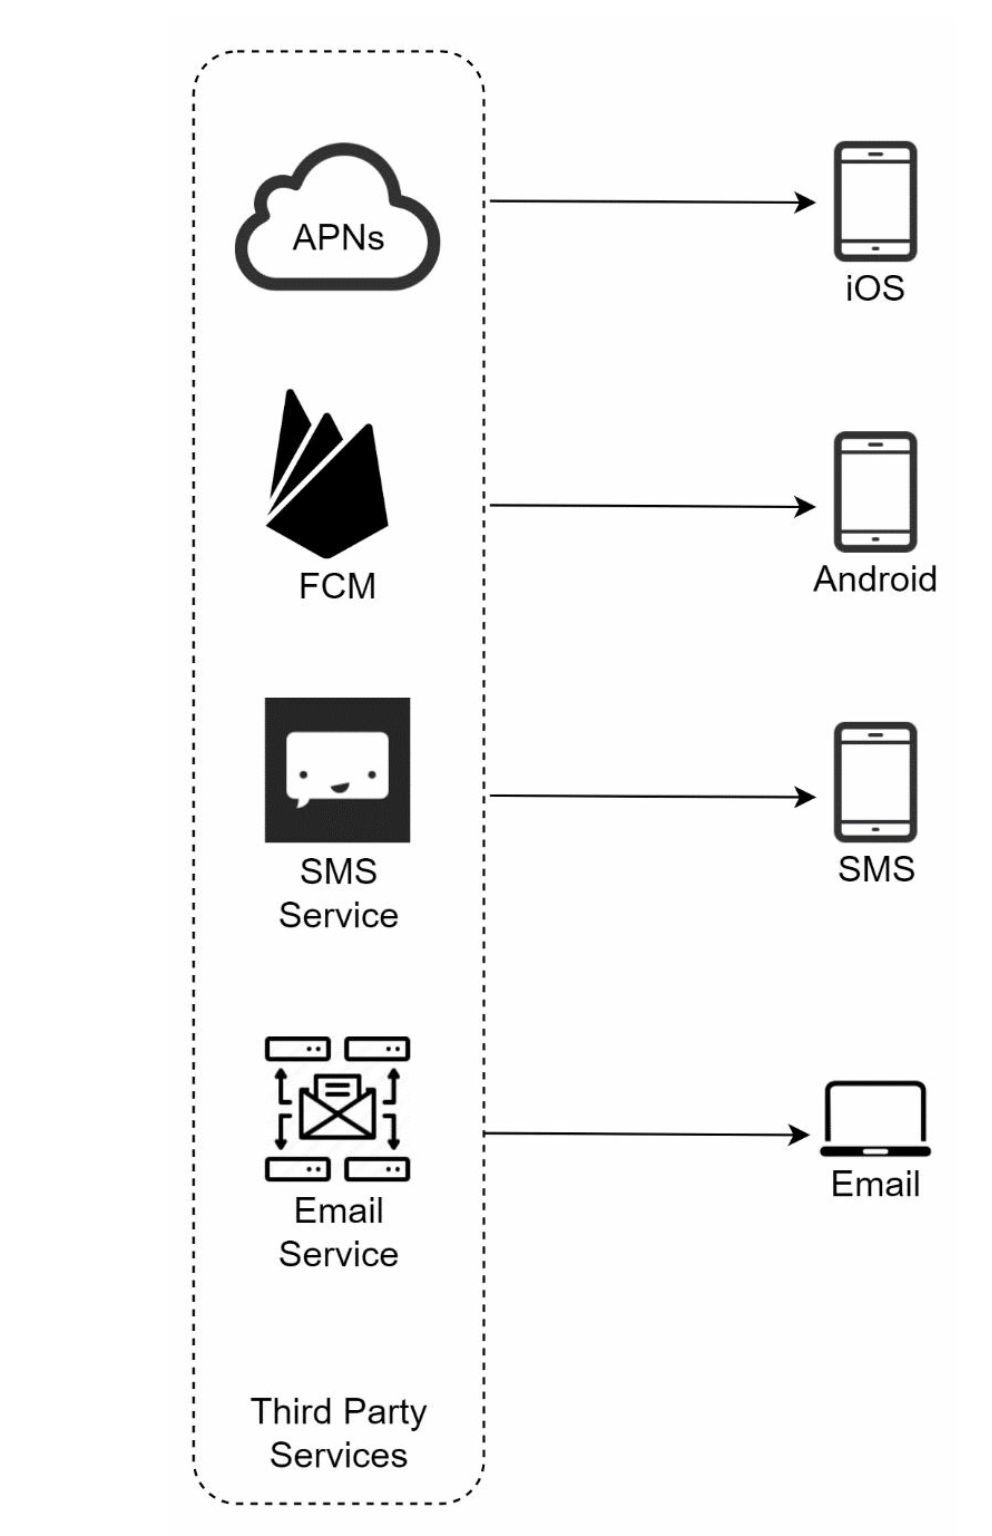 APNs
iOS
FCM
Android
SMS
Service
SMS
Email
Service
Email
Third Party
Services